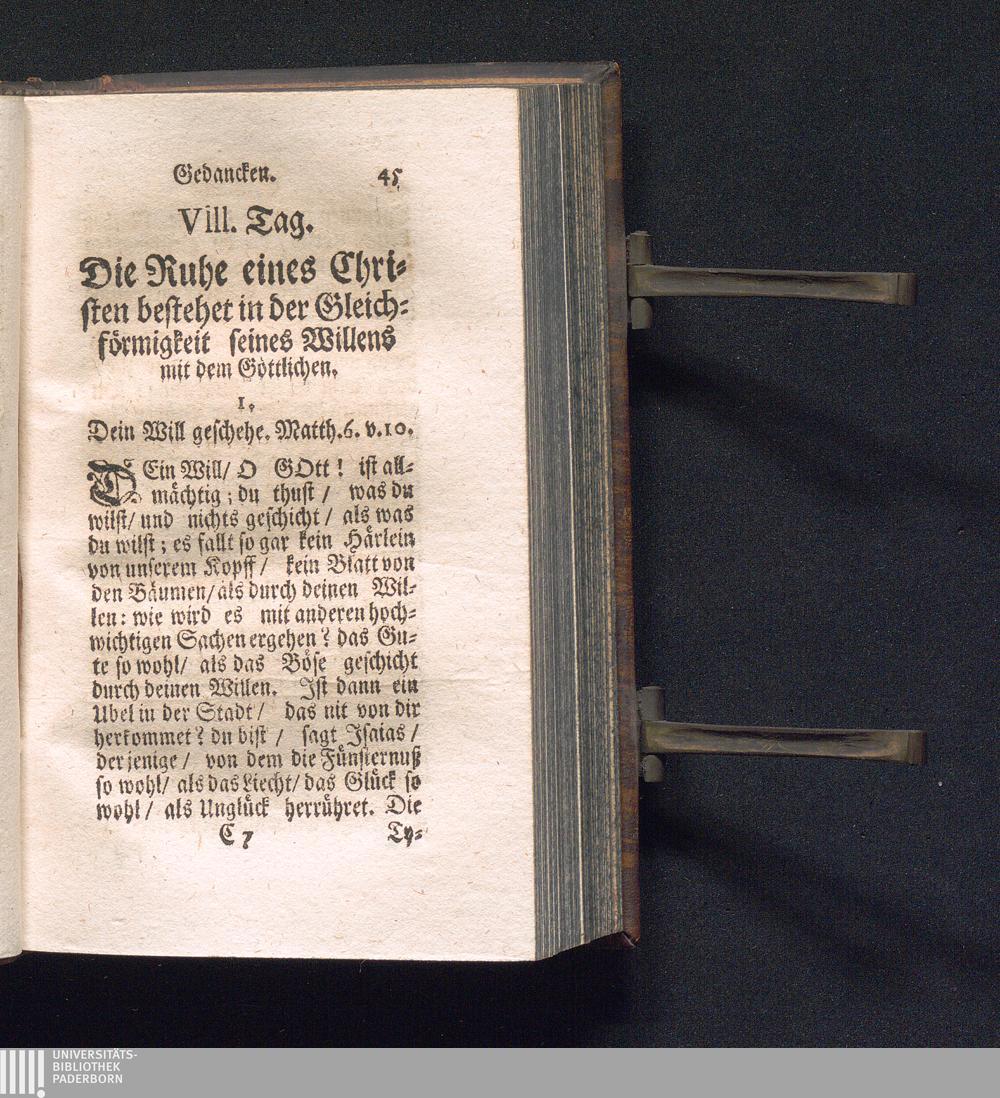 Gedancken. 45
VIII. Tag.
Die Ruhe eines Chri-
sten bestehet in der Gleich-
förmigkeit seines Willens
mit dem Göttlichen.
1.
Dein Will geschehe. Matth. 6. v. 10.
DEin Will/ O GOtt! ist all-
mächtig; du thust / was du
wilst/ und nichts geschicht / als was
du wilst; es fallt so gar kein Härlein
von unserem Kopff / kein Blatt von
den Bäumen/ als durch deinen Wil-
len: wie wird es mit anderen hoch-
wichtigen Sachen ergehen? das Gu-
te so wohl/ als das Böse geschicht
durch deinen Willen. Ist dann ein
Ubel in der Stadt / das nit von dir
herkommet? du bist / sagt Isaias /
der jenige / von dem die Fünsternuß
so wohl/ als das Liecht/ das Glück so
wohl / als Unglück herrühret. Die
C 7 Ty-
UNIVERSITÄTS-
BIBLIOTHEK
PADERBORN